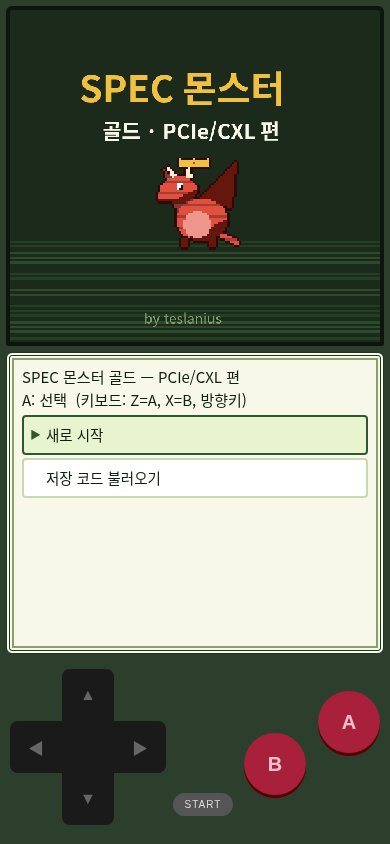 SPEC 몬스터
골드 · PCIe/CXL 편
by teslanius
SPEC 몬스터 골드 — PCIe/CXL 편
A: 선택 (키보드: Z=A, X=B, 방향키)
▶ 새로 시작
저장 코드 불러오기
A
B
START